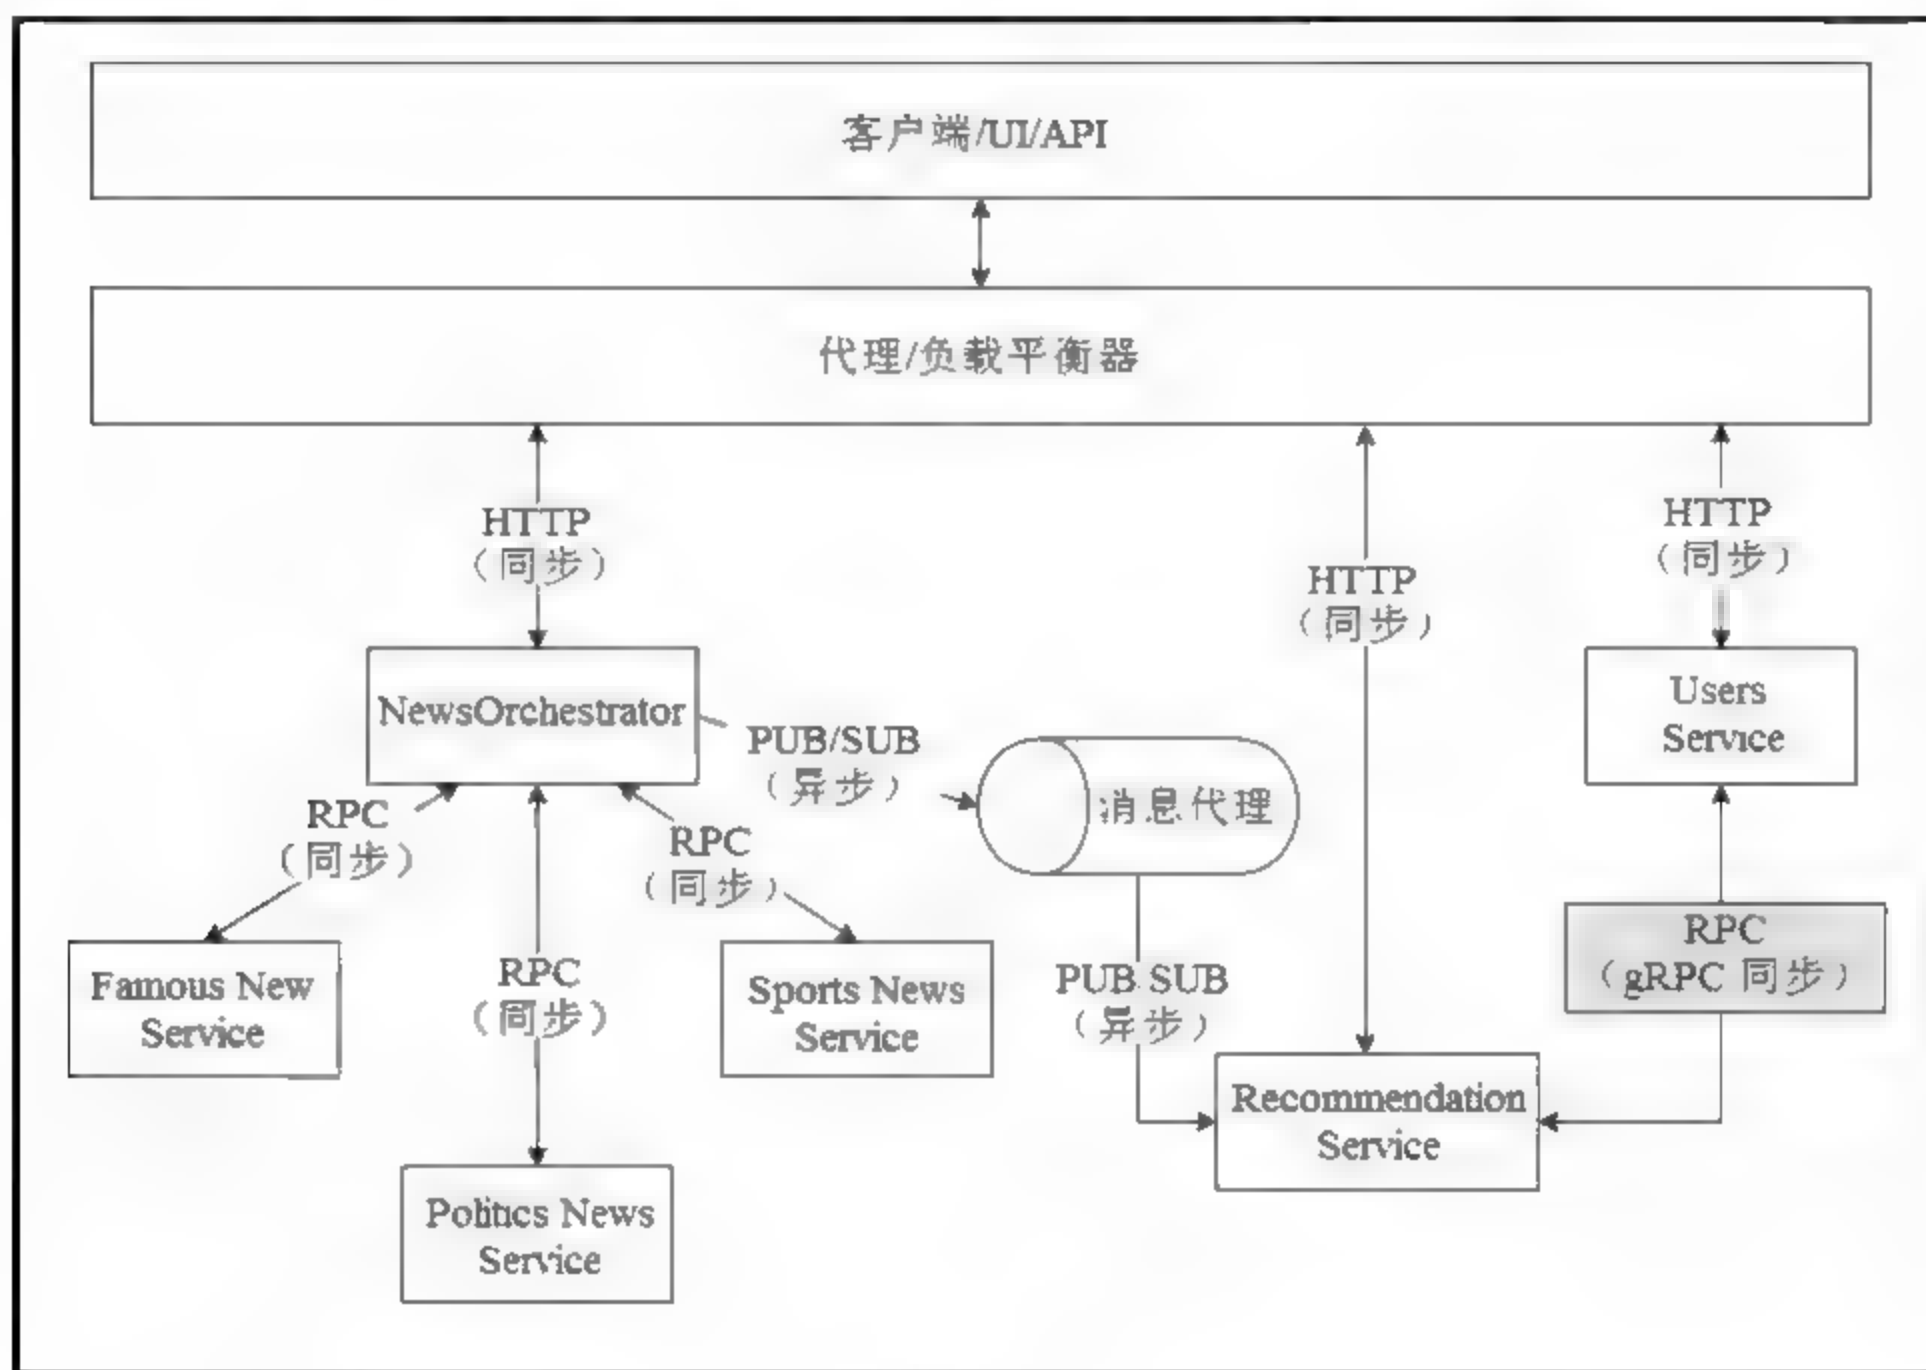 客户端/UI/API
代理/负载平衡器
HTTP
（同步）
HTTP
（同步）
HTTP
（同步）
NewsOrchestrator
Users
Service
PUB/SUB
（异步）
消息代理
RPC
（同步）
RPC
（同步）
RPC
（同步）
PUB SUB
（异步）
RPC
（gRPC 同步）
Famous New
Service
Sports News
Service
Recommendation
Service
Politics News
Service